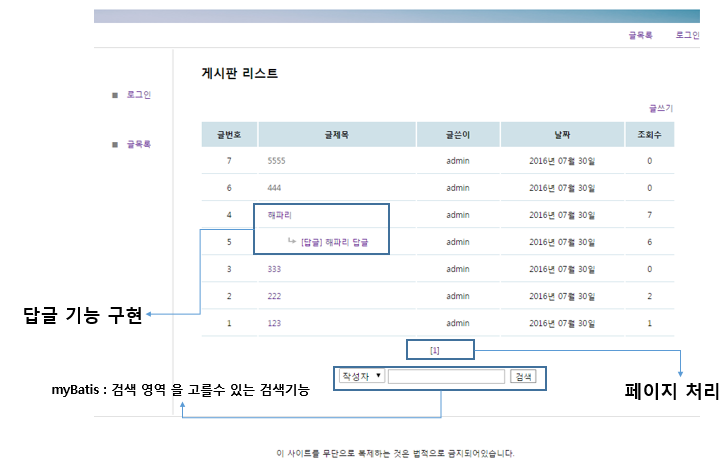 글목록 로그인
게시판 리스트
로그인
글쓰기
글목록
글번호 글제목 글쓴이 날짜 조회수
7 5555 admin 2016년 07월 30일 0
6 444 admin 2016년 07월 30일 0
4 해파리 admin 2016년 07월 30일 7
5 [답글] 해파리 답글 admin 2016년 07월 30일 6
3 333 admin 2016년 07월 30일 0
2 222 admin 2016년 07월 30일 2
1 123 admin 2016년 07월 30일 1
답글 기능 구현
[1]
작성자 검색
myBatis : 검색 영역 을 고를수 있는 검색기능
페이지 처리
이 사이트를 무단으로 복제하는 것은 법적으로 금지되어있습니다.